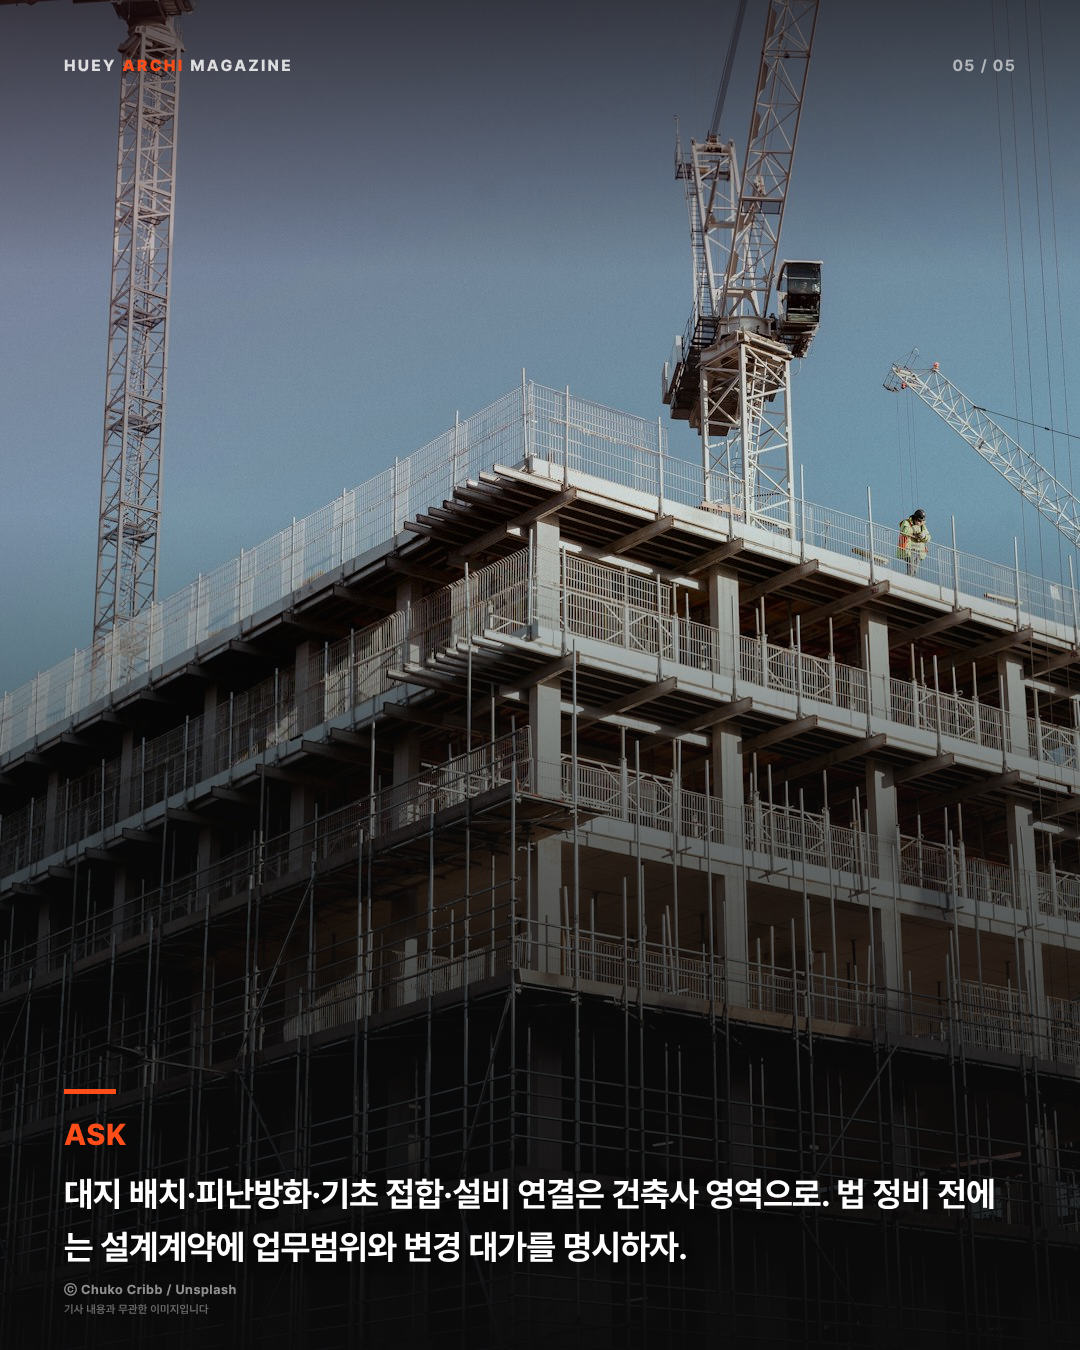 HUEY ARCHI MAGAZINE
05 / 05
ASK
대지 배치·피난방화·기초 접합·설비 연결은 건축사 영역으로. 법 정비 전에
는 설계계약에 업무범위와 변경 대가를 명시하자.
© Chuko Cribb / Unsplash
기사 내용과 무관한 이미지입니다